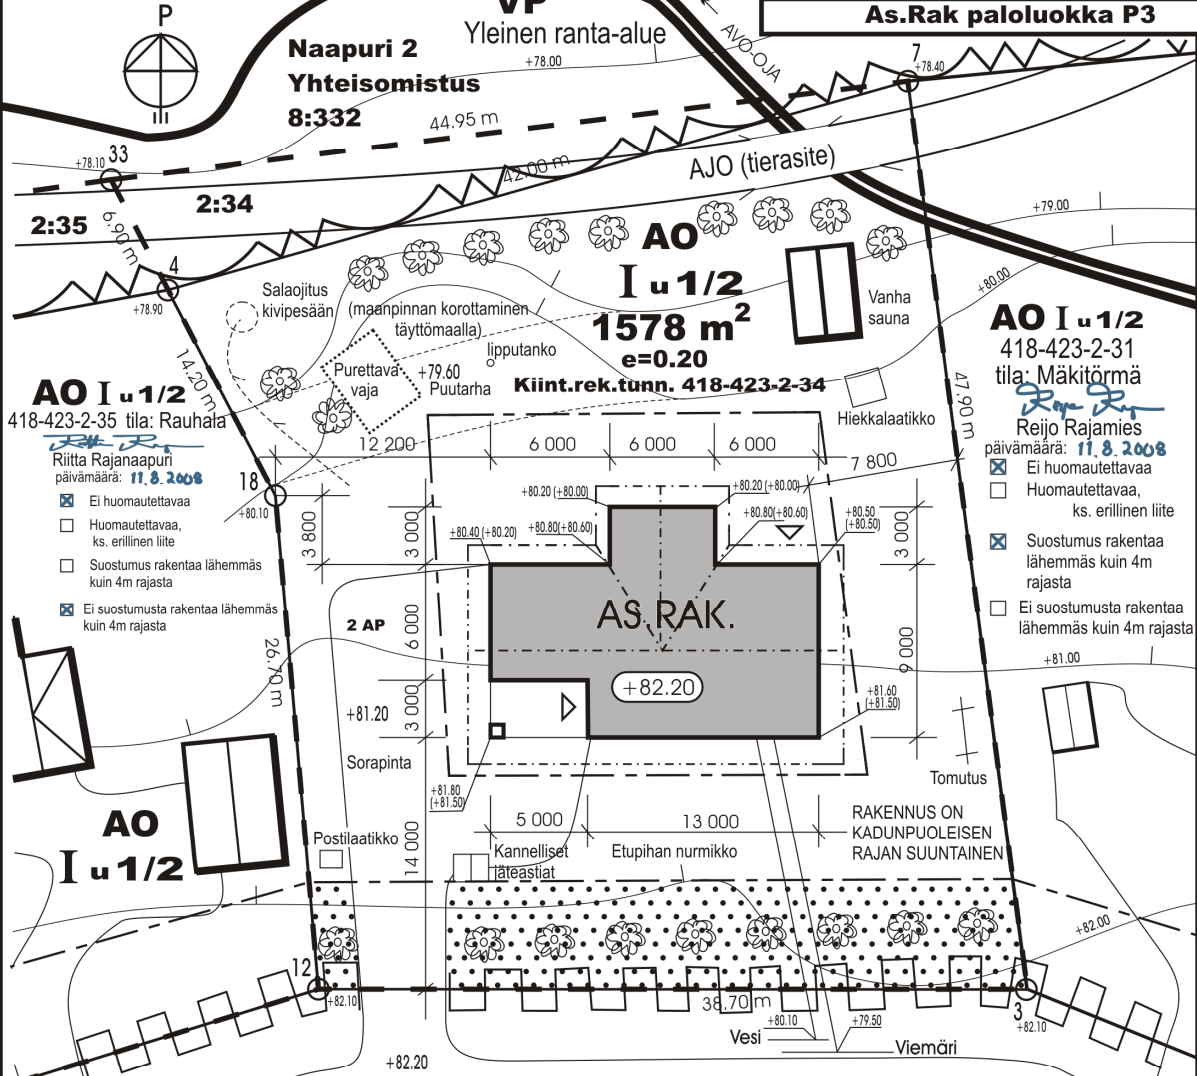 P
VP
Yleinen ranta-alue
As.Rak paloluokka P3
Naapuri 2
Yhteisomistus
8:332
+78.00
AVO-OJA
7
+78.40
44.95 m
33
+78.10
42.00 m
AJO (tierasite)
2:34
2:35
6.90 m
4
+78.90
+79.00
+80.00
AO
I u 1/2
1578 m2
e=0.20
Kiint.rek.tunn. 418-423-2-34
Salaojitus
kivipesään
(maanpinnan korottaminen
täyttömaalla)
lipputanko
Purettava
vaja
+79.60
Puutarha
Vanha
sauna
Hiekkalaatikko
14.20 m
47.90 m
AO I u 1/2
418-423-2-31
tila: Mäkitörmä
Reijo Rajamies
päivämäärä: 11.8.2008
Ei huomautettavaa
Huomautettavaa,
ks. erillinen liite
Suostumus rakentaa
lähemmäs kuin 4m
rajasta
Ei suostumusta rakentaa
lähemmäs kuin 4m rajasta
AO I u 1/2
418-423-2-35 tila: Rauhala
Riitta Rajanaapuri
päivämäärä: 11.8.2008
Ei huomautettavaa
Huomautettavaa,
ks. erillinen liite
Suostumus rakentaa lähemmäs
kuin 4m rajasta
Ei suostumusta rakentaa lähemmäs
kuin 4m rajasta
12 200
6 000
6 000
6 000
7 800
18
+80.10
+80.20 (+80.00)
+80.20 (+80.00)
+80.40 (+80.20)
+80.80(+80.60)
+80.80(+80.60)
+80.50
(+80.50)
3 800
3 000
3 000
6 000
6 000
3 000
14 000
AS.RAK.
+82.20
2 AP
26.70 m
+81.20
Sorapinta
+81.00
+81.60
(+81.50)
+81.80
(+81.50)
Tomutus
5 000
13 000
RAKENNUS ON
KADUNPUOLEISEN
RAJAN SUUNTAINEN
Postilaatikko
Kannelliset
jäteastiat
Etupihan nurmikko
AO
I u 1/2
+82.00
12
+82.10
38.70 m
3
+82.10
Vesi
+80.10
+79.50
Viemäri
+82.20